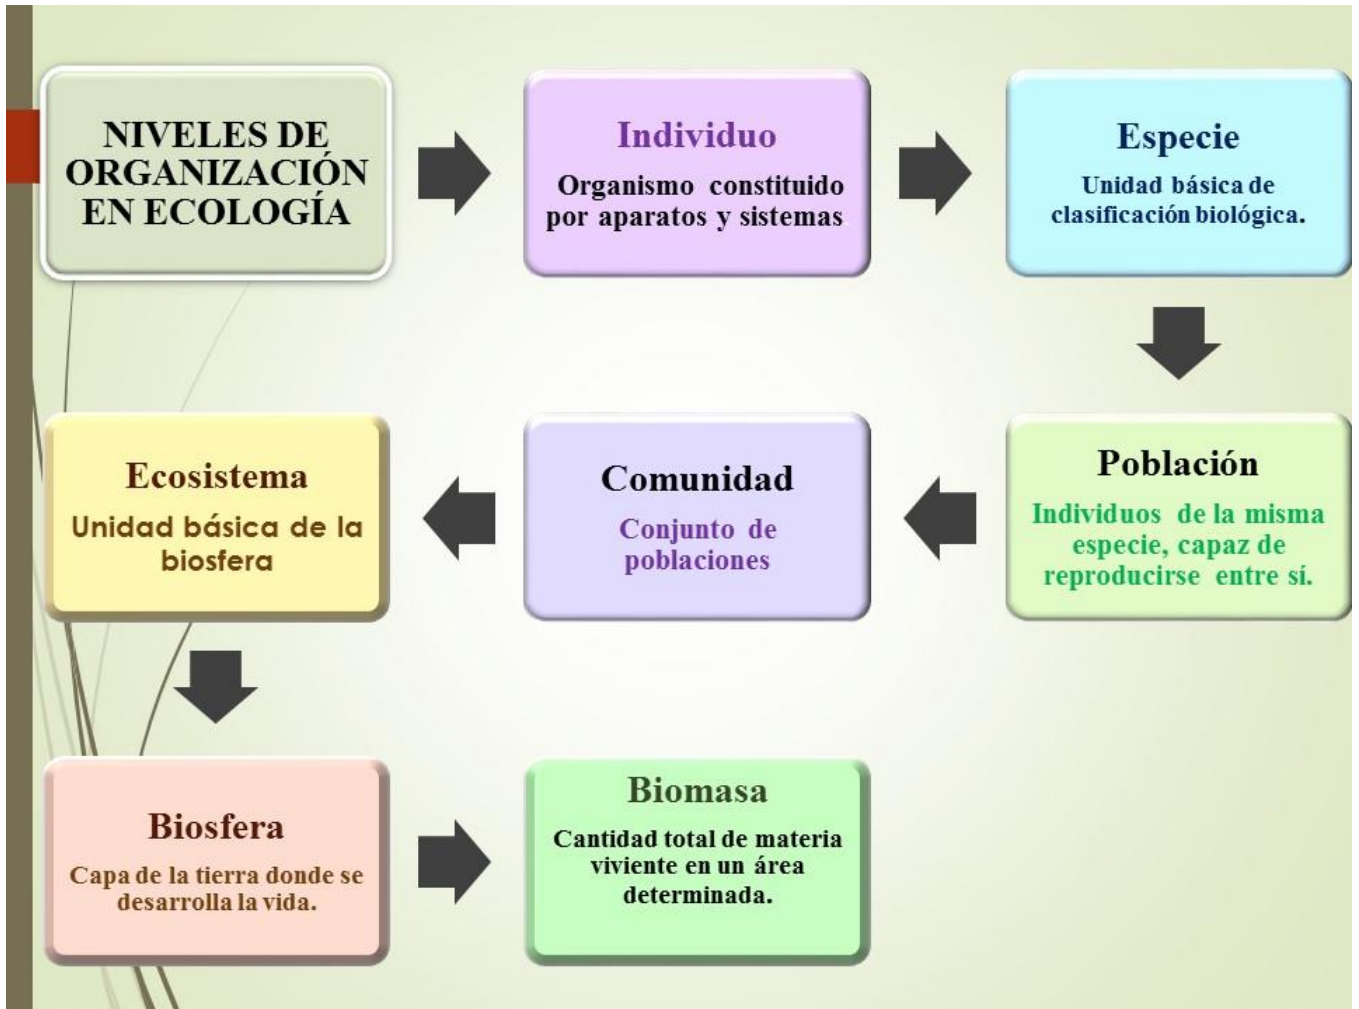 NIVELES DE
ORGANIZACIÓN
EN ECOLOGÍA
Individuo
Organismo constituido
por aparatos y sistemas
Especie
Unidad básica de
clasificación biológica.
Población
Individuos de la misma
especie, capaz de
reproducirse entre sí.
Comunidad
Conjunto de
poblaciones
Ecosistema
Unidad básica de la
biosfera
Biosfera
Capa de la tierra donde se
desarrolla la vida.
Biomasa
Cantidad total de materia
viviente en un área
determinada.